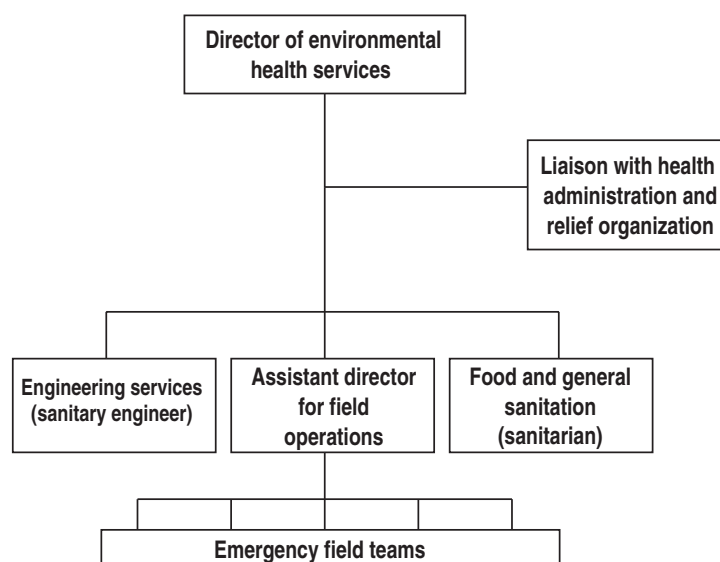 Director of environmental
health services
Liaison with health
administration and
relief organization
Engineering services
(sanitary engineer)
Assistant director
for field
operations
Food and general
sanitation
(sanitarian)
Emergency field teams